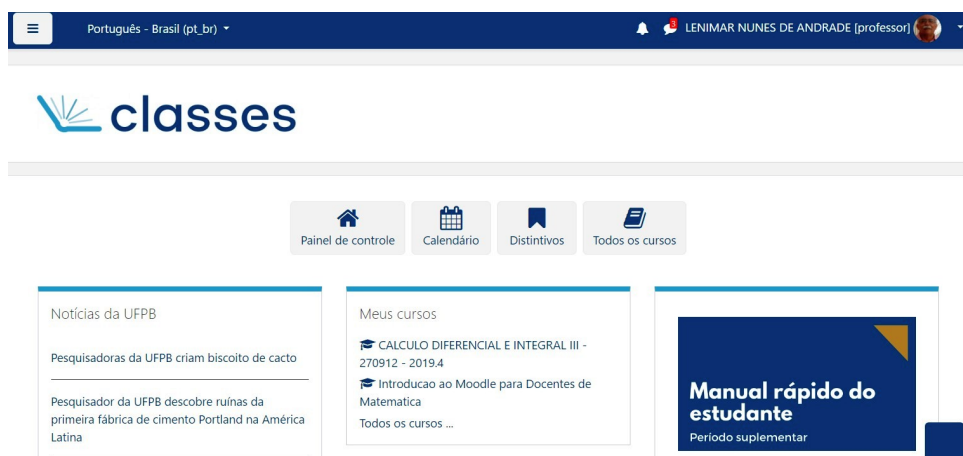 Português - Brasil (pt_br)
3
LENIMAR NUNES DE ANDRADE [professor]
classes
Painel de controle
Calendário
Distintivos
Todos os cursos
Notícias da UFPB
Pesquisadoras da UFPB criam biscoito de cacto
Pesquisador da UFPB descobre ruínas da
primeira fábrica de cimento Portland na América
Latina
Meus cursos
CALCULO DIFERENCIAL E INTEGRAL III -
270912 - 2019.4
Introducao ao Moodle para Docentes de
Matematica
Todos os cursos ...
Manual rápido do
estudante
Período suplementar